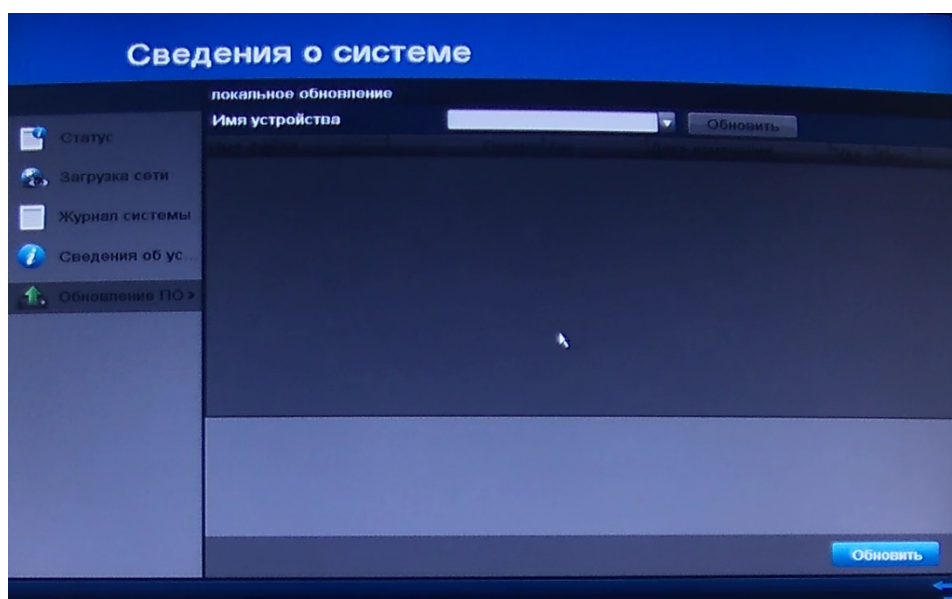 Сведения о системе
локальное обновление
Имя устройства
Обновить
Статус
Загрузка сети
Журнал системы
Сведения об ус...
Обновление ПО >
Обновить